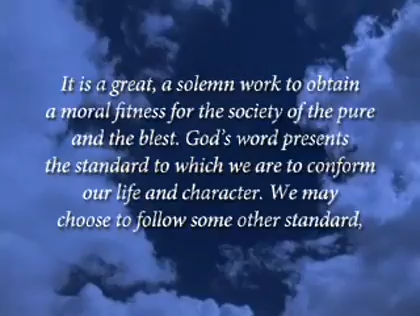 It is a great, a solemn work to obtain
a moral fitness for the society of the pure
and the blest. God's word presents
the standard to which we are to conform
our life and character. We may
choose to follow some other standard,